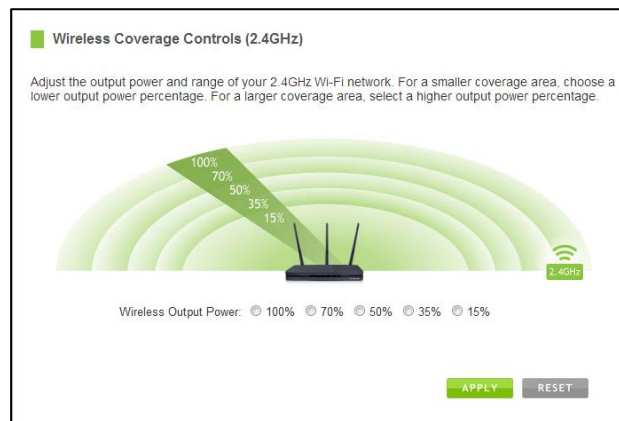 Wireless Coverage Controls (2.4GHz)
Adjust the output power and range of your 2.4GHz Wi-Fi network. For a smaller coverage area, choose a
lower output power percentage. For a larger coverage area, select a higher output power percentage.
100%
70%
50%
35%
15%
2.4GHz
Wireless Output Power: 100% 70% 50% 35% 15%
APPLY RESET